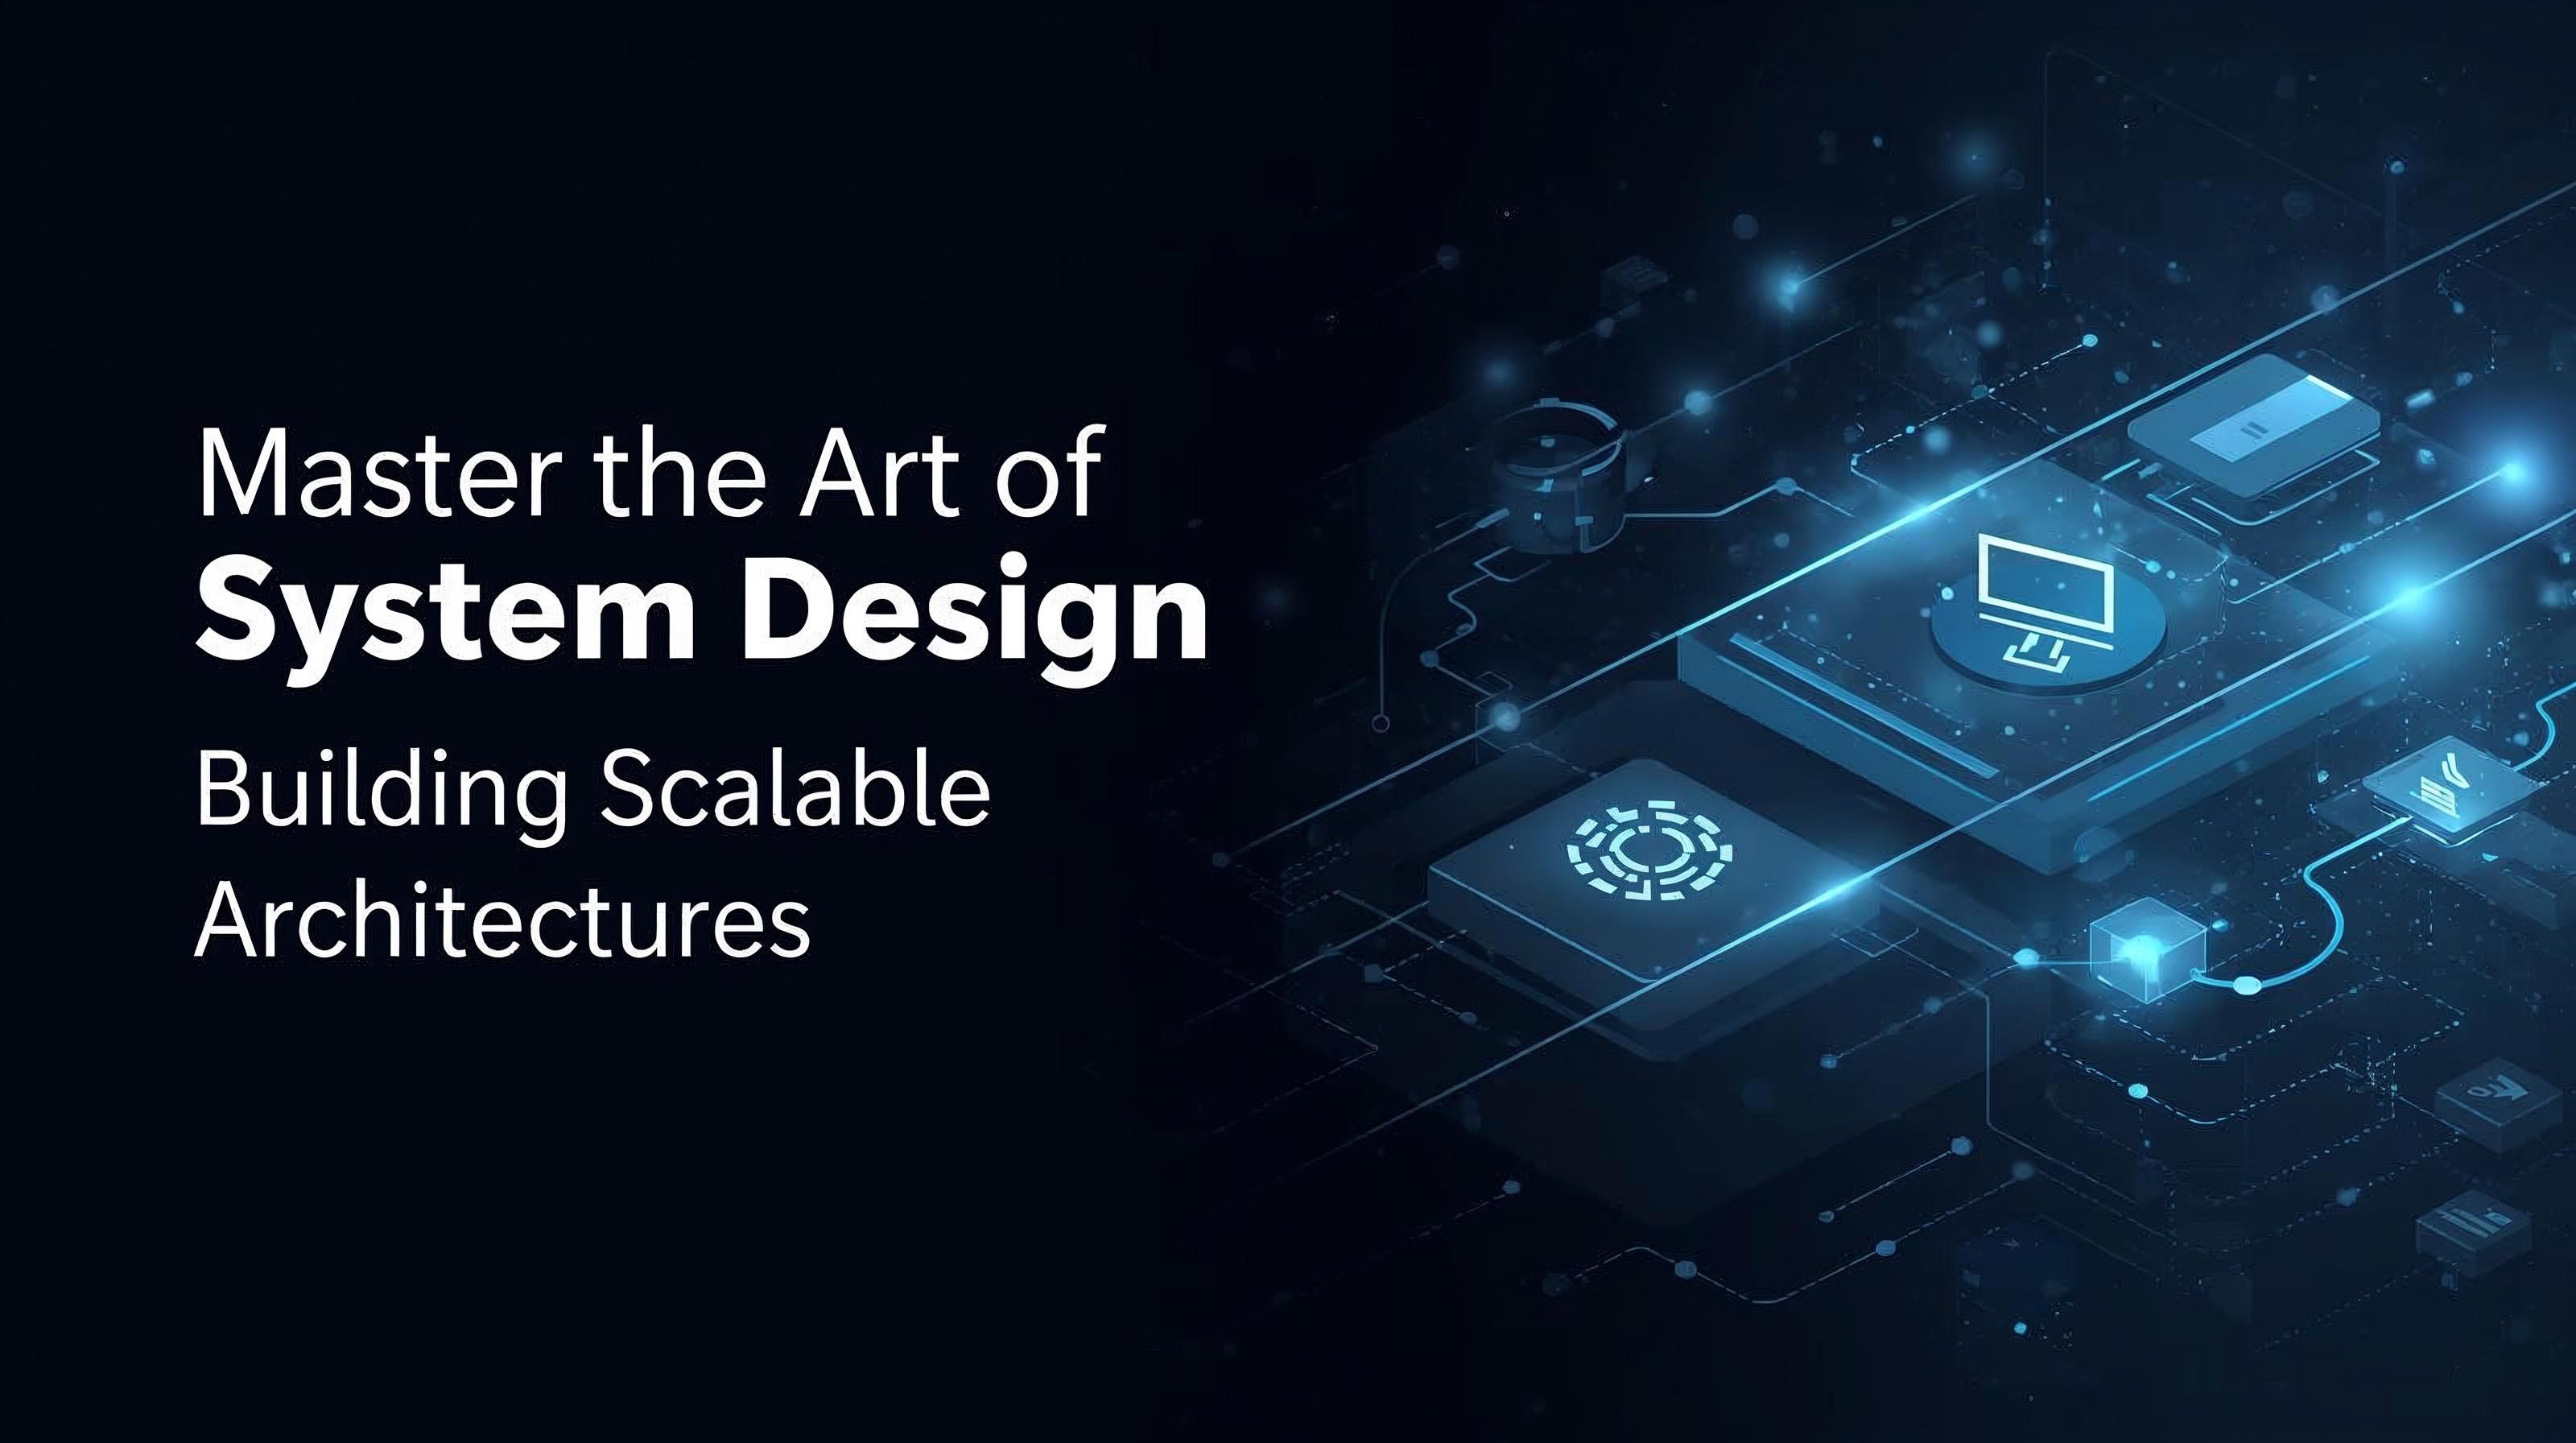 Master the Art of
System Design
Building Scalable
Architectures